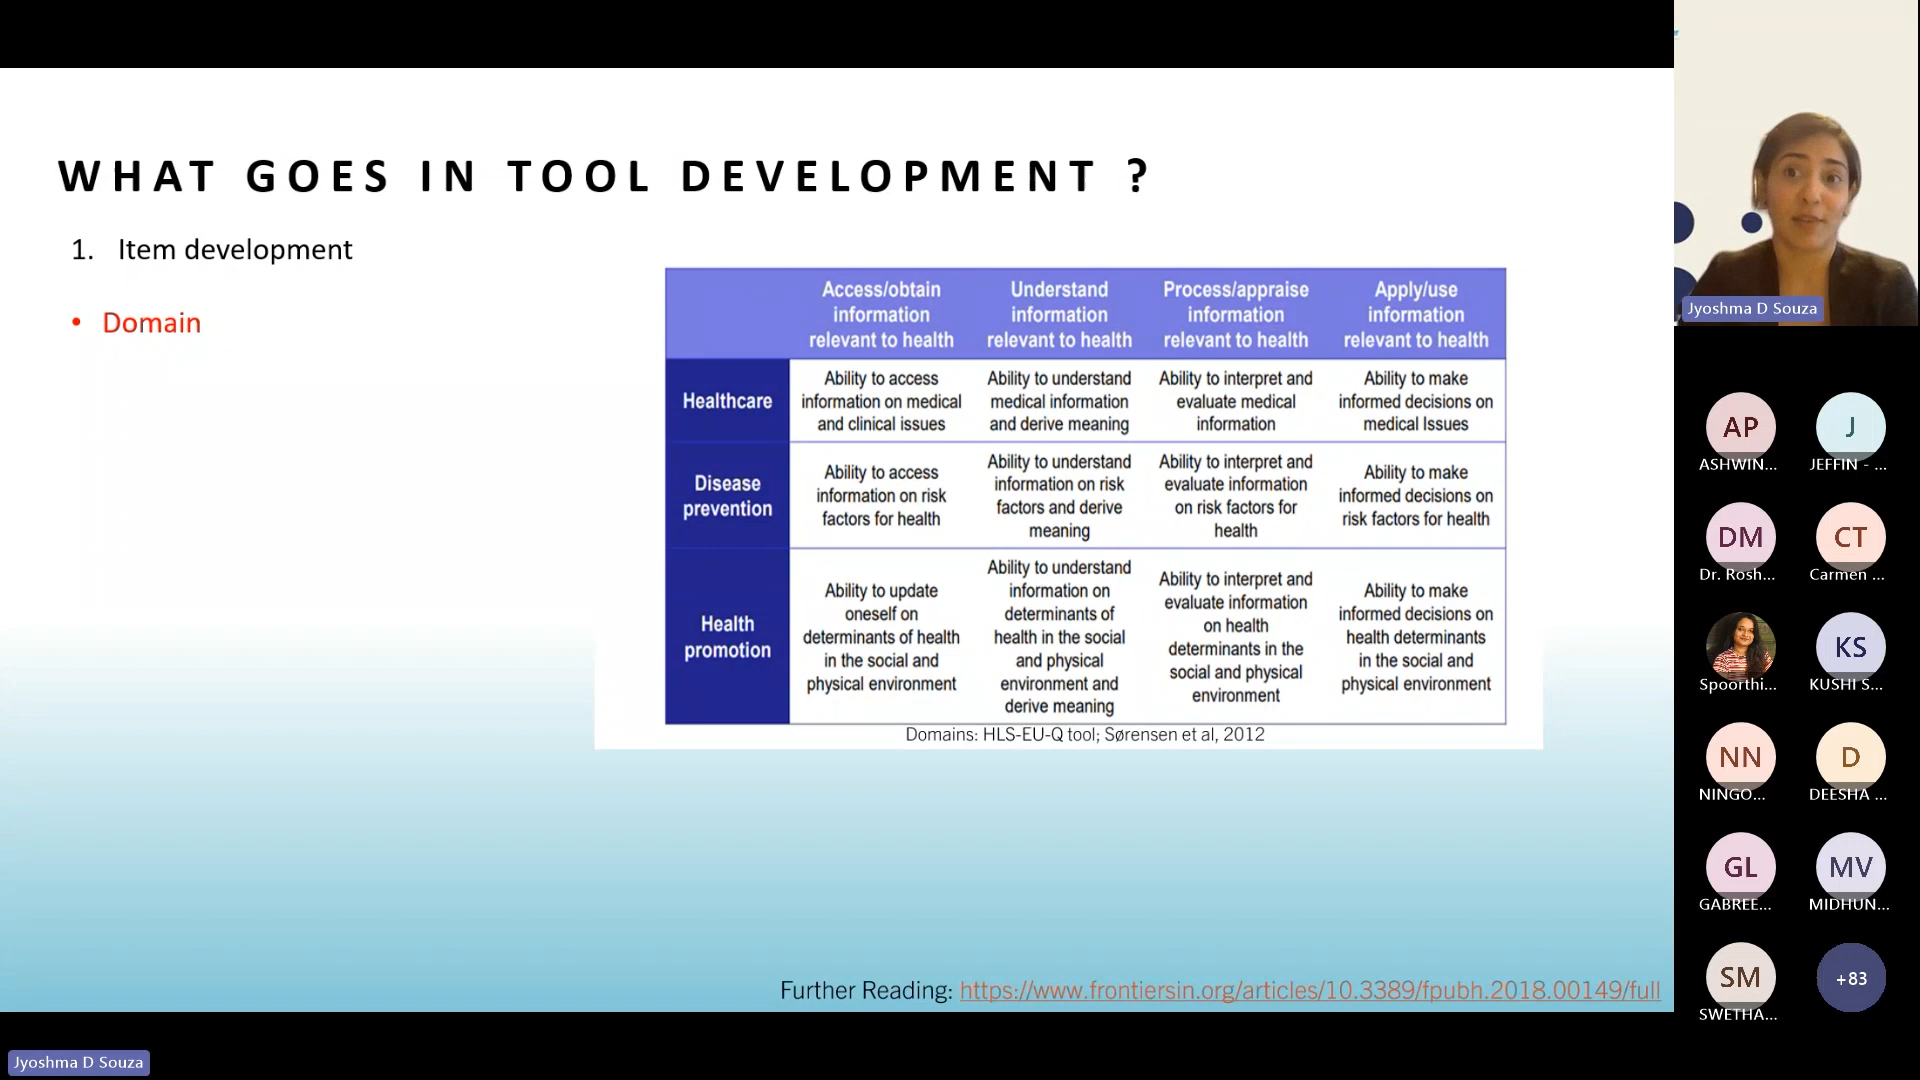 WHAT GOES IN TOOL DEVELOPMENT ?
1. Item development
• Domain
Access/obtain
information
relevant to health
Understand
information
relevant to health
Process/appraise
information
relevant to health
Apply/use
information
relevant to health
Healthcare
Ability to access
information on medical
and clinical issues
Ability to understand
medical information
and derive meaning
Ability to interpret and
evaluate medical
information
Ability to make
informed decisions on
medical Issues
Disease
prevention
Ability to access
information on risk
factors for health
Ability to understand
information on risk
factors and derive
meaning
Ability to interpret and
evaluate information
on risk factors for
health
Ability to make
informed decisions on
risk factors for health
Health
promotion
Ability to update
oneself on
determinants of health
in the social and
physical environment
Ability to understand
information on
determinants of
health in the social
and physical
environment and
derive meaning
Ability to interpret and
evaluate information
on health
determinants in the
social and physical
environment
Ability to make
informed decisions on
health determinants
in the social and
physical environment
Domains: HLS-EU-Q tool; Sørensen et al, 2012
Further Reading: https://www.frontiersin.org/articles/10.3389/fpubh.2018.00149/full
Jyoshma D Souza
AP
ASHWIN...
J
JEFFIN - ...
DM
Dr. Rosh...
CT
Carmen ...
Spoorthi...
KS
KUSHI S...
NN
NINGO...
D
DEESHA ...
GL
GABREE...
MV
MIDHUN...
SM
SWETHA...
+83
Jyoshma D Souza